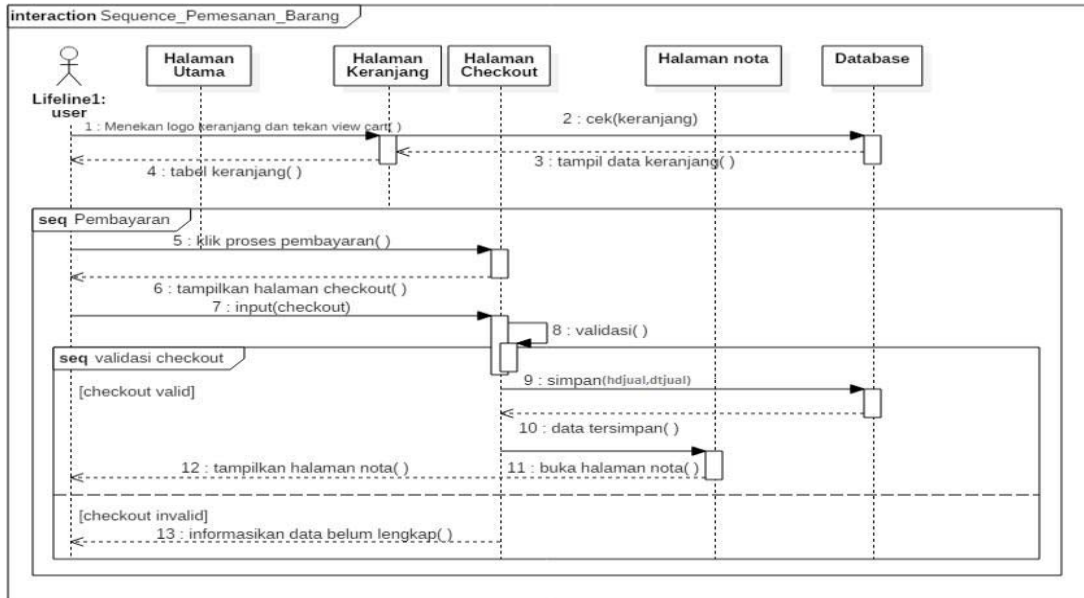 interaction Sequence_Pemesanan_Barang
Halaman
Utama
Halaman
Keranjang
Halaman
Checkout
Halaman nota
Database
Lifeline1:
user
1 : Menekan logo keranjang dan tekan view cart( )
2 : cek(keranjang)
3 : tampil data keranjang( )
4 : tabel keranjang( )
seq Pembayaran
5 : klik proses pembayaran( )
6 : tampilkan halaman checkout( )
7 : input(checkout)
8 : validasi( )
seq validasi checkout
[checkout valid]
9 : simpan(hdjual,dtjual)
10 : data tersimpan( )
11 : buka halaman nota( )
12 : tampilkan halaman nota( )
[checkout invalid]
13 : informasikan data belum lengkap( )